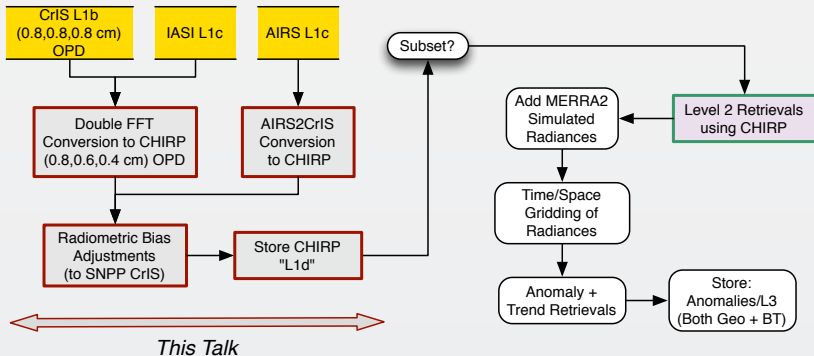 CrIS L1b
(0.8,0.8,0.8 cm)
OPD
IASI L1c
AIRS L1c
Subset?
Double FFT
Conversion to CHIRP
(0.8,0.6,0.4 cm) OPD
AIRS2CrIS
Conversion
to CHIRP
Add MERRA2
Simulated
Radiances
Level 2 Retrievals
using CHIRP
Radiometric Bias
Adjustments
(to SNPP CrIS)
Store CHIRP
"L1d"
Time/Space
Gridding of
Radiances
Anomaly +
Trend Retrievals
Store:
Anomalies/L3
(Both Geo + BT)
This Talk